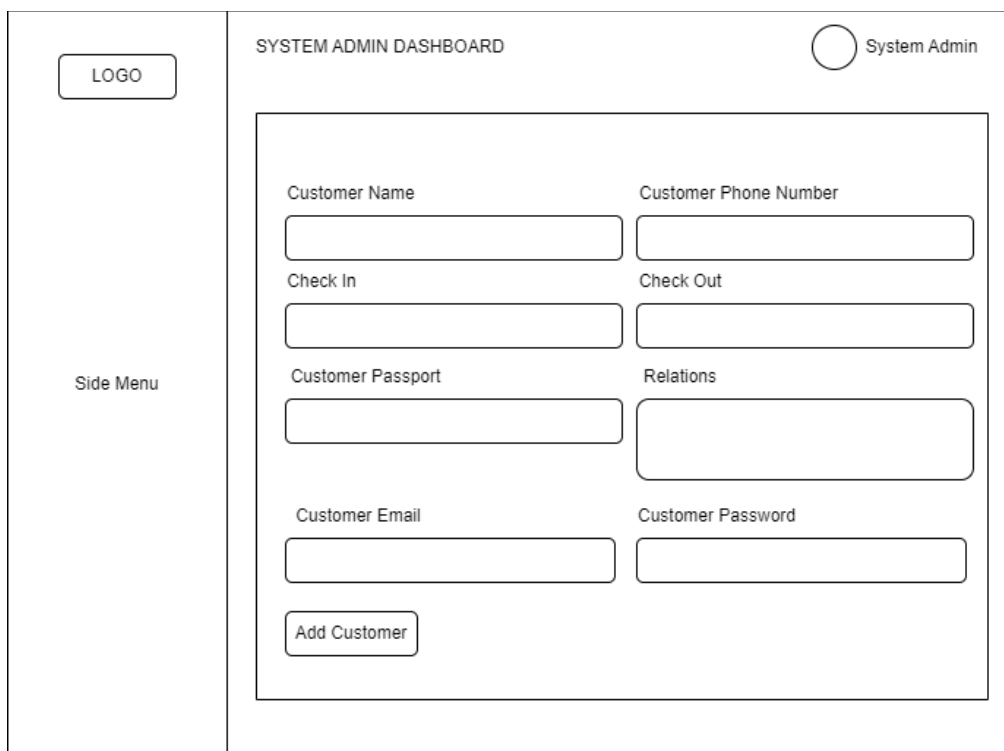 LOGO
SYSTEM ADMIN DASHBOARD
System Admin
Side Menu
Customer Name
Customer Phone Number
Check In
Check Out
Customer Passport
Relations
Customer Email
Customer Password
Add Customer